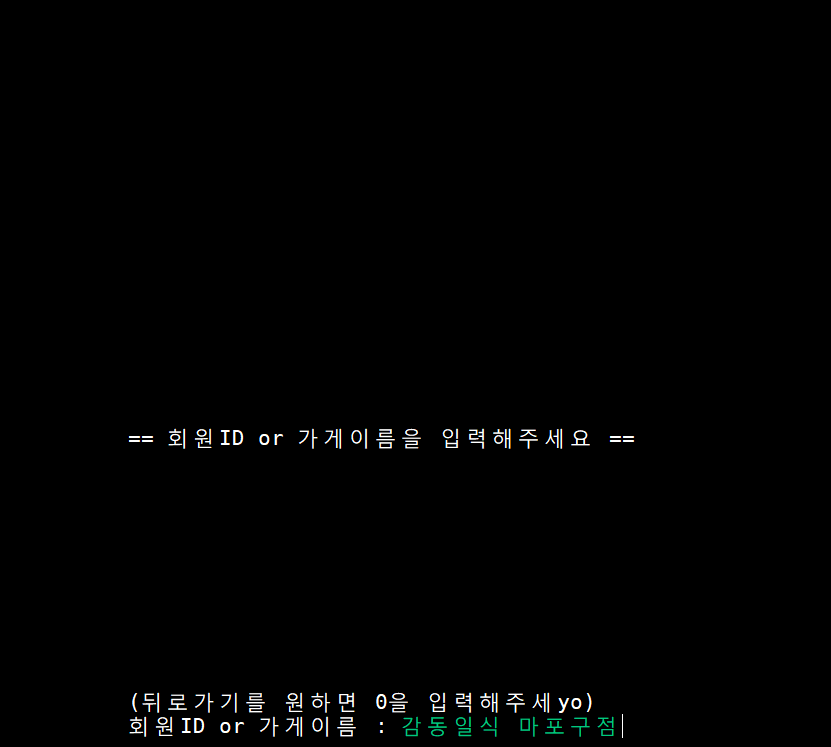 == 회원ID or 가게이름을 입력해주세요 ==
(뒤로가기를 원하면 0을 입력해주세yo)
회원ID or 가게이름 : 감동일식 마포구점